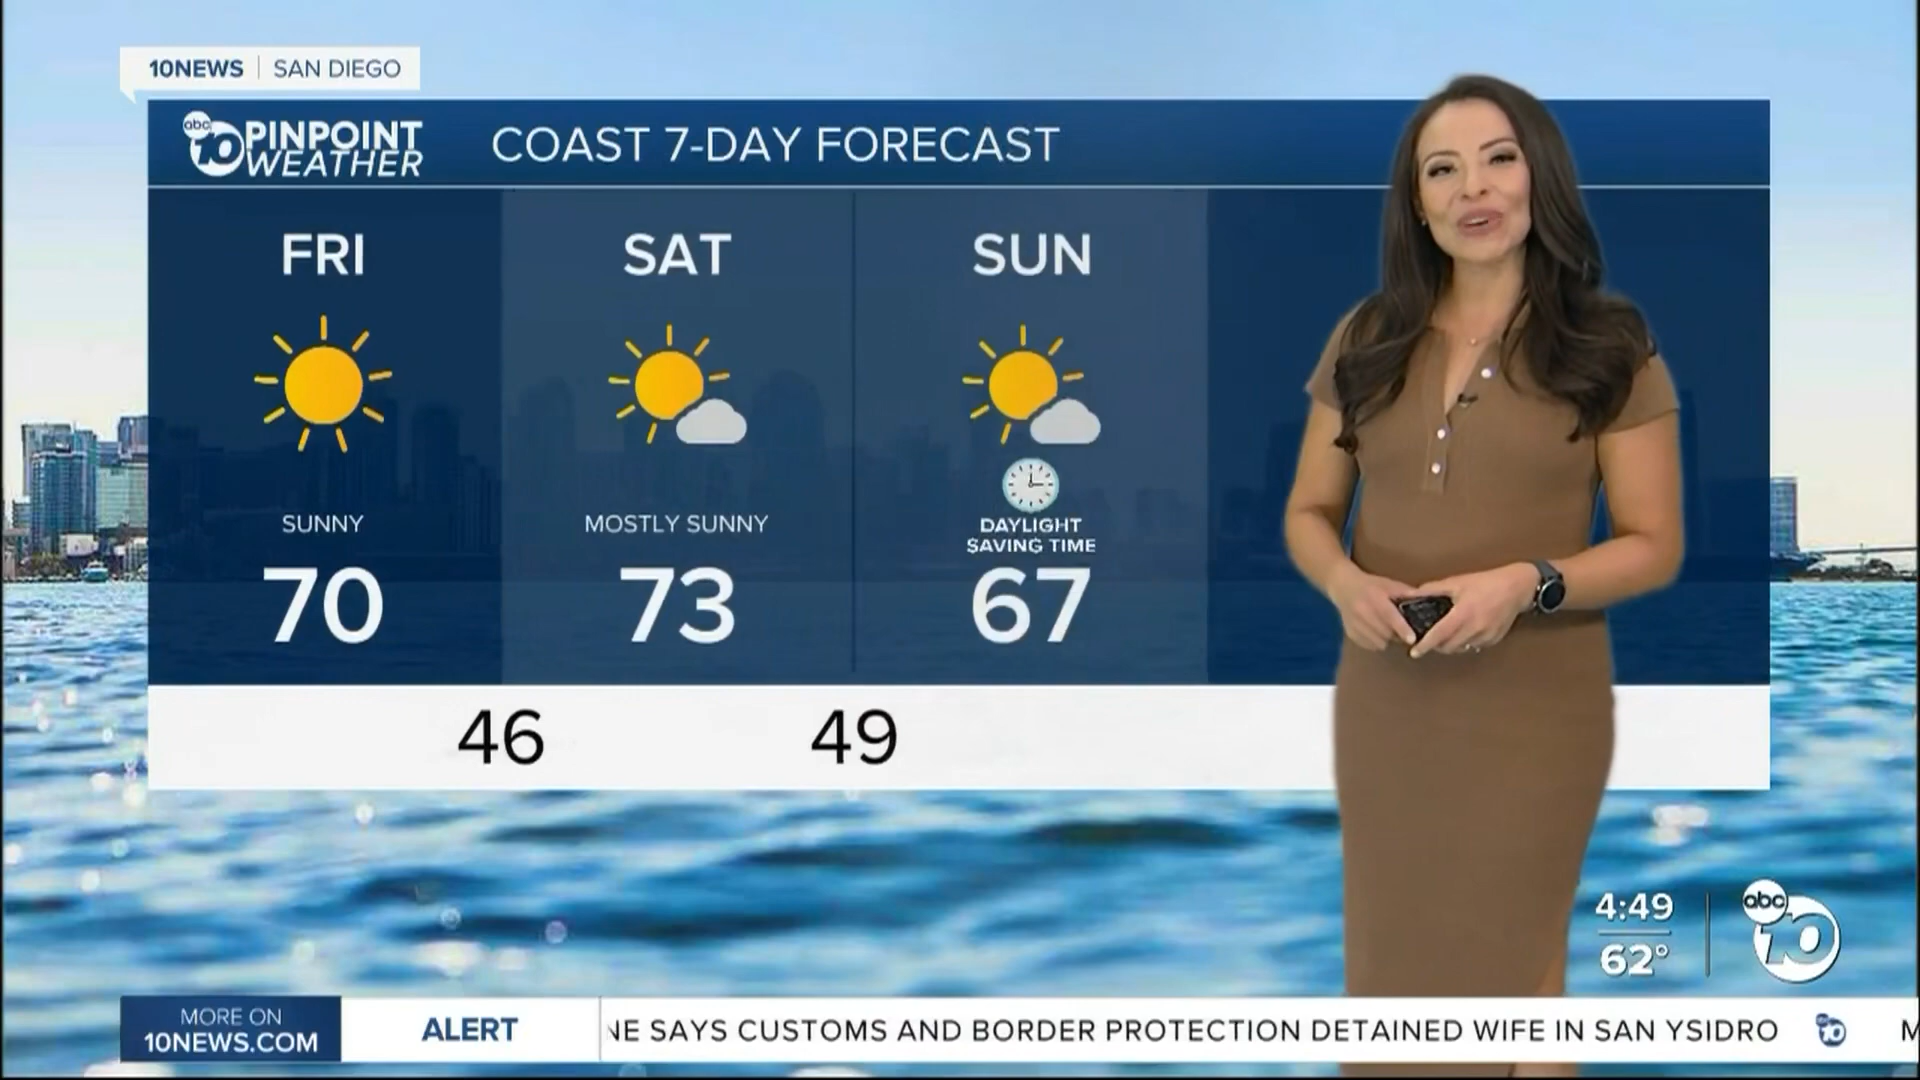 10NEWS | SAN DIEGO
abc 10 PINPOINT WEATHER
COAST 7-DAY FORECAST
FRI
SAT
SUN
SUNNY
MOSTLY SUNNY
DAYLIGHT
SAVING TIME
70
73
67
46
49
4:49
62°
abc 10
MORE ON
10NEWS.COM
ALERT
SAYS CUSTOMS AND BORDER PROTECTION DETAINED WIFE IN SAN YSIDRO
10